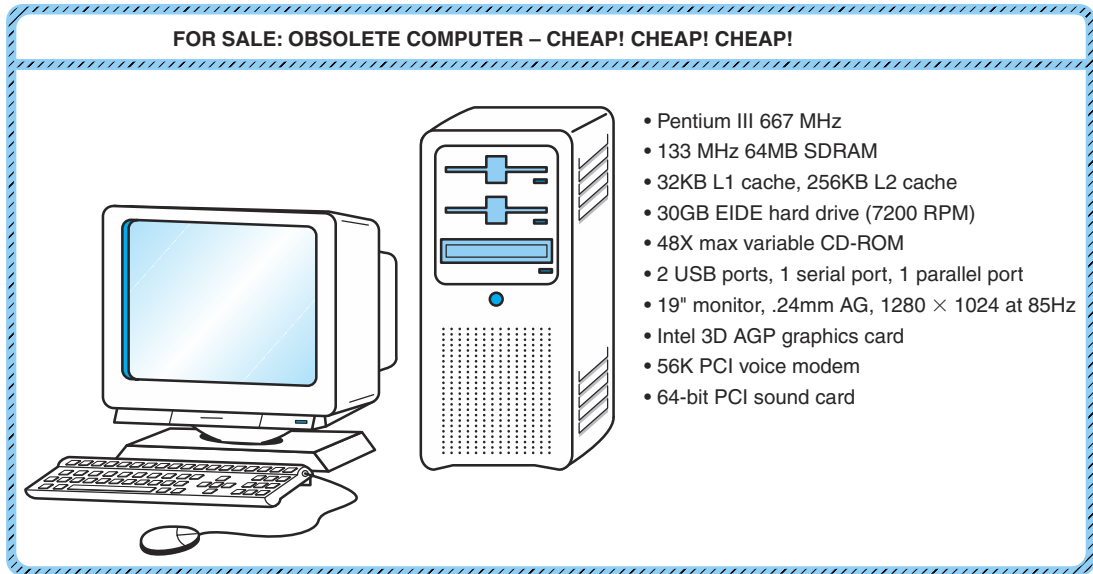 FOR SALE: OBSOLETE COMPUTER – CHEAP! CHEAP! CHEAP!
• Pentium III 667 MHz
• 133 MHz 64MB SDRAM
• 32KB L1 cache, 256KB L2 cache
• 30GB EIDE hard drive (7200 RPM)
• 48X max variable CD-ROM
• 2 USB ports, 1 serial port, 1 parallel port
• 19" monitor, .24mm AG, 1280 × 1024 at 85Hz
• Intel 3D AGP graphics card
• 56K PCI voice modem
• 64-bit PCI sound card